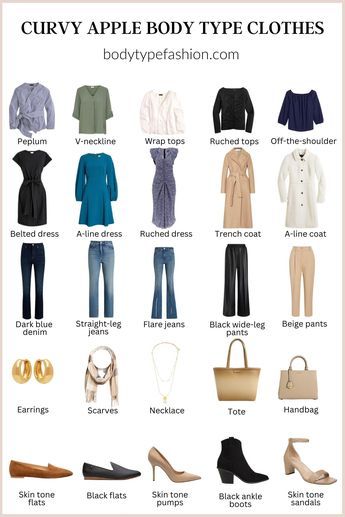 CURVY APPLE BODY TYPE CLOTHES
bodytypefashion.com
Peplum
V-neckline
Wrap tops
Ruched tops
Off-the-shoulder
Belted dress
A-line dress
Ruched dress
Trench coat
A-line coat
Dark blue
denim
Straight-leg
jeans
Flare jeans
Black wide-leg
pants
Beige pants
Earrings
Scarves
Necklace
Tote
Handbag
Skin tone
flats
Black flats
Skin tone
pumps
Black ankle
boots
Skin tone
sandals